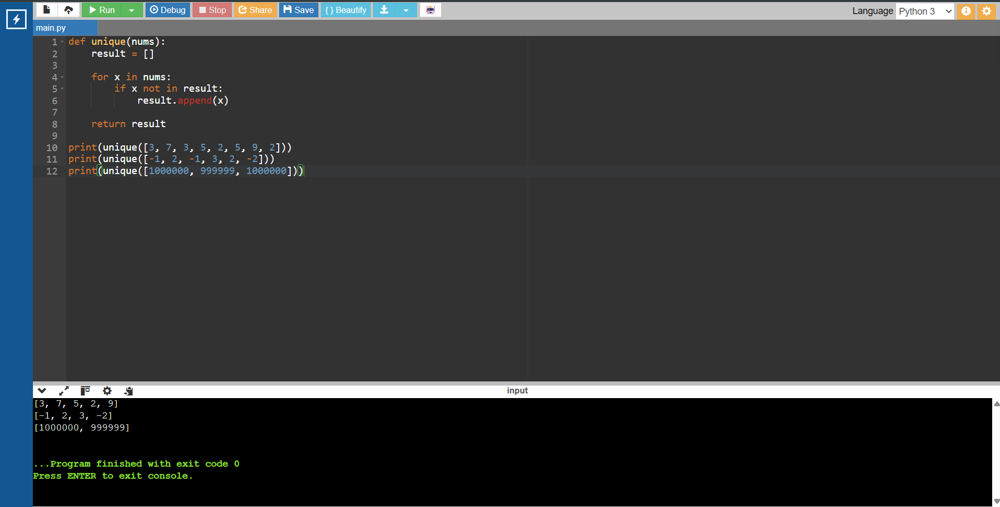 Run Debug Stop Share Save { } Beautify Language Python 3
main.py
1 def unique(nums):
2     result = []
3
4     for x in nums:
5         if x not in result:
6             result.append(x)
7
8     return result
9
10 print(unique([3, 7, 3, 5, 2, 5, 9, 2]))
11 print(unique([-1, 2, -1, 3, 2, -2]))
12 print(unique([1000000, 999999, 1000000]))
input
[3, 7, 5, 2, 9]
[-1, 2, 3, -2]
[1000000, 999999]
...Program finished with exit code 0
Press ENTER to exit console.